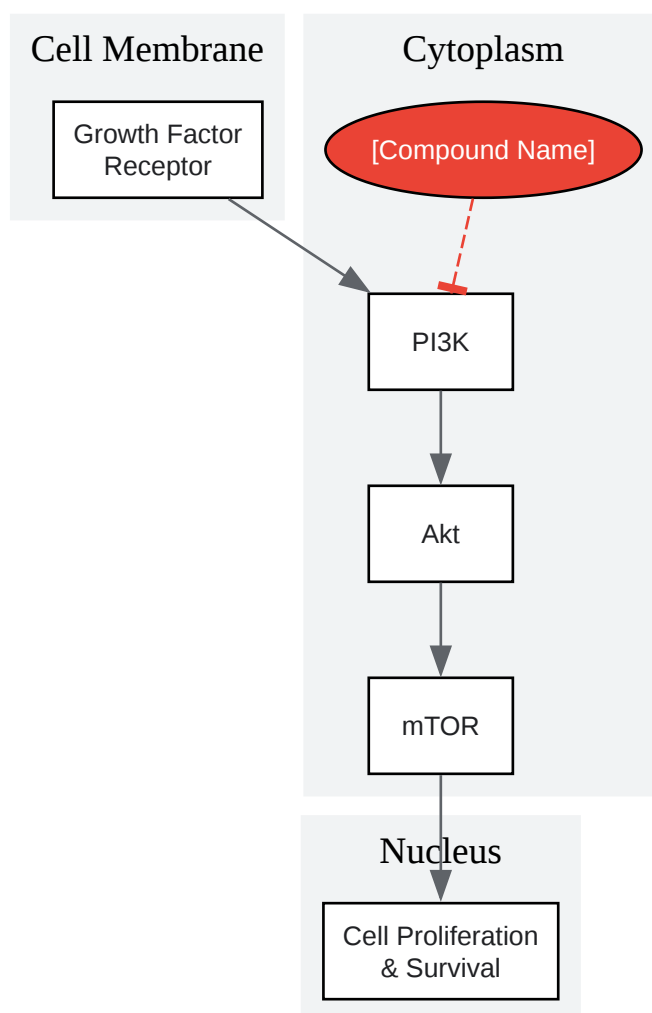 Cell Membrane
Cytoplasm
Growth Factor
Receptor
[Compound Name]
PI3K
Akt
mTOR
Nucleus
Cell Proliferation
& Survival